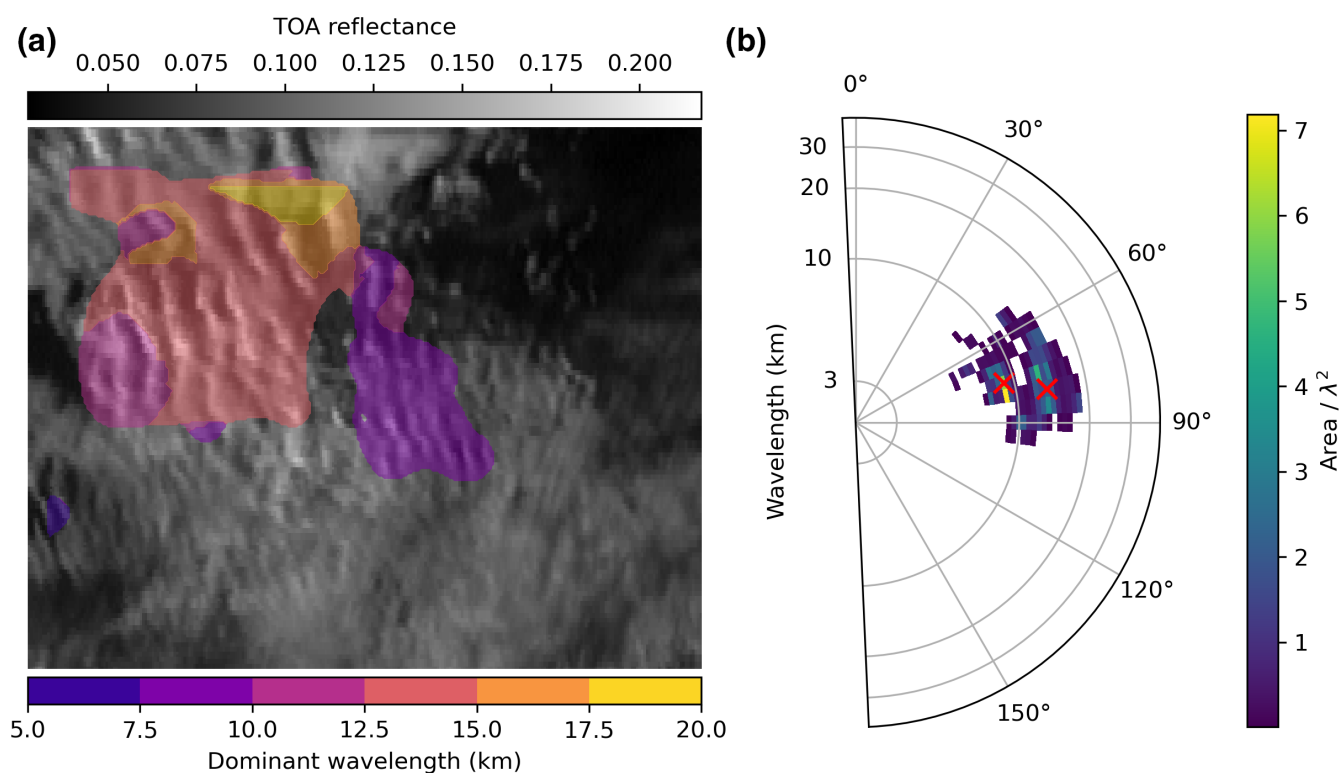 (a)
TOA reflectance
0.050 0.075 0.100 0.125 0.150 0.175 0.200
5.0 7.5 10.0 12.5 15.0 17.5 20.0
Dominant wavelength (km)
(b)
0°
30°
60°
90°
120°
150°
30
20
10
3
Wavelength (km)
7
6
5
4
3
2
1
Area / λ²